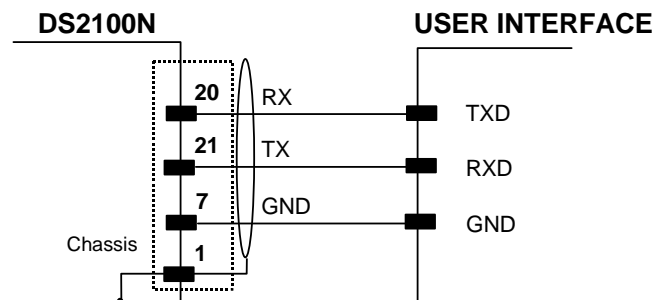 DS2100N USER INTERFACE
20 RX TXD
21 TX RXD
7 GND GND
Chassis 1